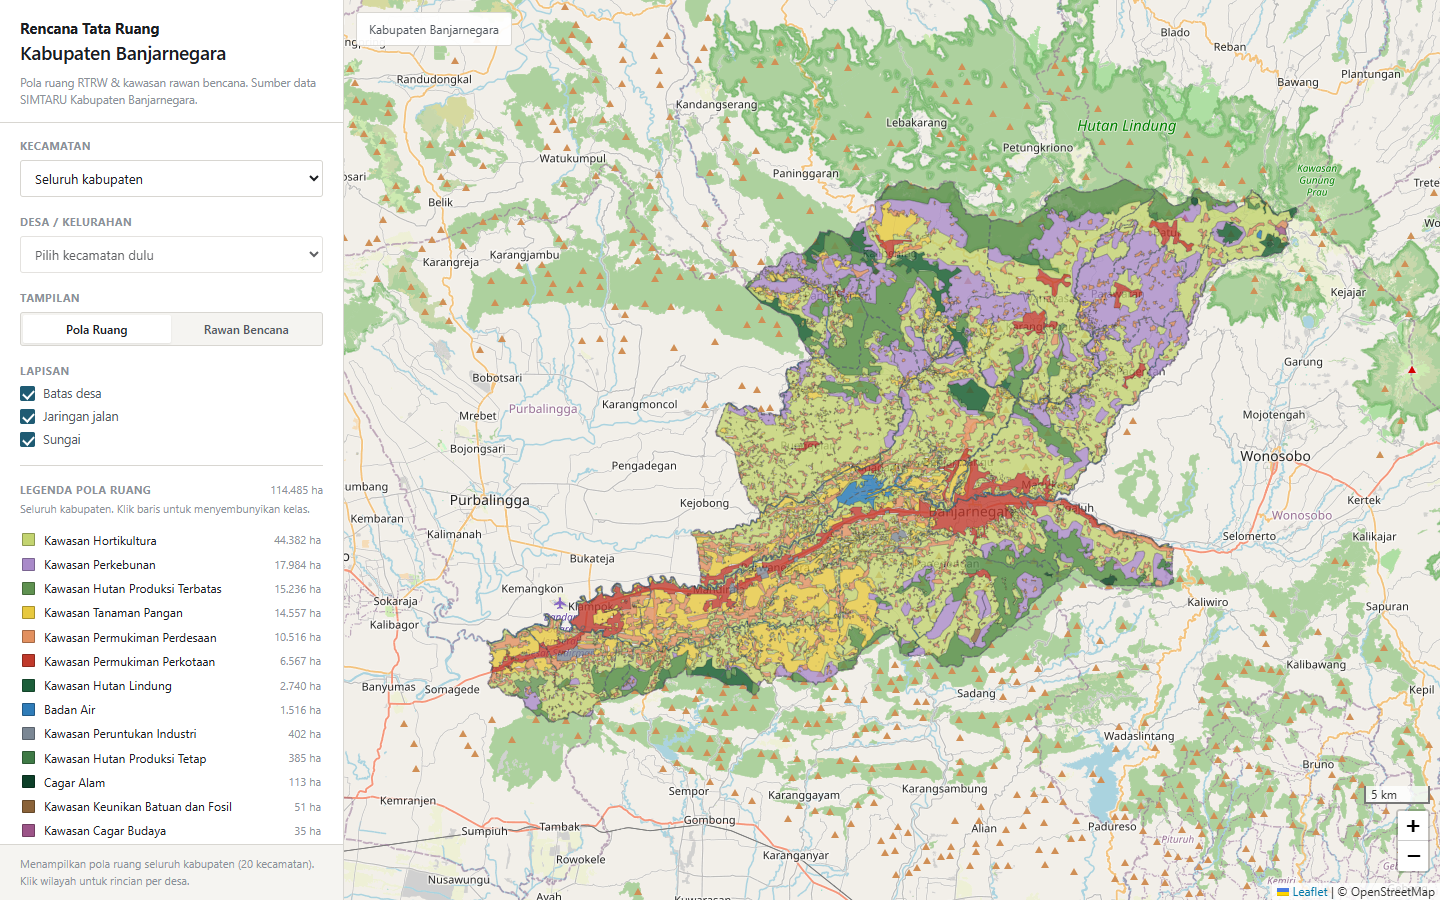 Rencana Tata Ruang
Kabupaten Banjarnegara
Pola ruang RTRW & kawasan rawan bencana. Sumber data
SIMTARU Kabupaten Banjarnegara.
KECAMATAN
Seluruh kabupaten
DESA / KELURAHAN
Pilih kecamatan dulu
TAMPILAN
Pola Ruang
Rawan Bencana
LAPISAN
Batas desa
Jaringan jalan
Sungai
LEGENDA POLA RUANG 114.485 ha
Seluruh kabupaten. Klik baris untuk menyembunyikan kelas.
Kawasan Hortikultura 44.382 ha
Kawasan Perkebunan 17.984 ha
Kawasan Hutan Produksi Terbatas 15.236 ha
Kawasan Tanaman Pangan 14.557 ha
Kawasan Permukiman Perdesaan 10.516 ha
Kawasan Permukiman Perkotaan 6.567 ha
Kawasan Hutan Lindung 2.740 ha
Badan Air 1.516 ha
Kawasan Peruntukan Industri 402 ha
Kawasan Hutan Produksi Tetap 385 ha
Cagar Alam 113 ha
Kawasan Keunikan Batuan dan Fosil 51 ha
Kawasan Cagar Budaya 35 ha
Menampilkan pola ruang seluruh kabupaten (20 kecamatan).
Klik wilayah untuk rincian per desa.
Kabupaten Banjarnegara
Blado
Reban
Bawang
Plantungan
Randudongkal
Kandangserang
Lebakarang
Hutan Lindung
Petungkriono
Watukumpul
Paninggaran
Kawasan
Gunung
Prau
Belik
Karangreja
Karangjambu
Kejajar
Garung
Bobotsari
Mrebet
Purbalingga
Karangmoncol
Mojotengah
Bojongsari
Pengadegan
Wonosobo
Purbalingga
Kejobong
Kertek
Kembaran
Kalimanah
Wonosobo
Selomerto
Kalikajar
Bukateja
Kemangkon
Klampok
Sokaraja
Kalibagor
Kaliwiro
Sapuran
Kalibawang
Banyumas
Somagede
Sadang
Kepil
Wadaslintang
Bruno
Kemranjen
Sempor
Karanggayam
Karangsambung
5 km
Sumpiuh
Tambak
Gombong
Alian
Padureso
Pituruh
Rowokele
Karanganyar
Nusawungu
Ayah
Kuwarasan
+
−
Leaflet | © OpenStreetMap